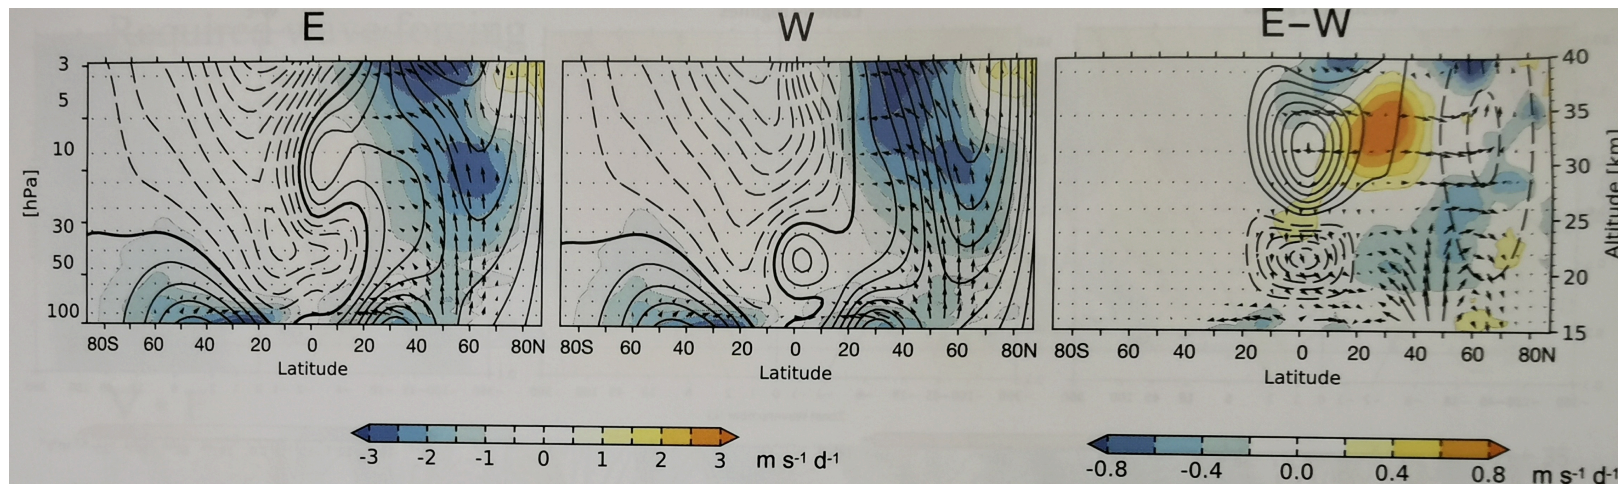 E
W
E−W
3
5
10
30
50
100
[hPa]
80S 60 40 20 0 20 40 60 80N
Latitude
80S 60 40 20 0 20 40 60 80N
Latitude
40
35
30
25
20
15
Altitude [km]
80S 60 40 20 0 20 40 60 80N
Latitude
-3 -2 -1 0 1 2 3 m s-1 d-1
-0.8 -0.4 0.0 0.4 0.8 m s-1 d-1
Required wave forcing